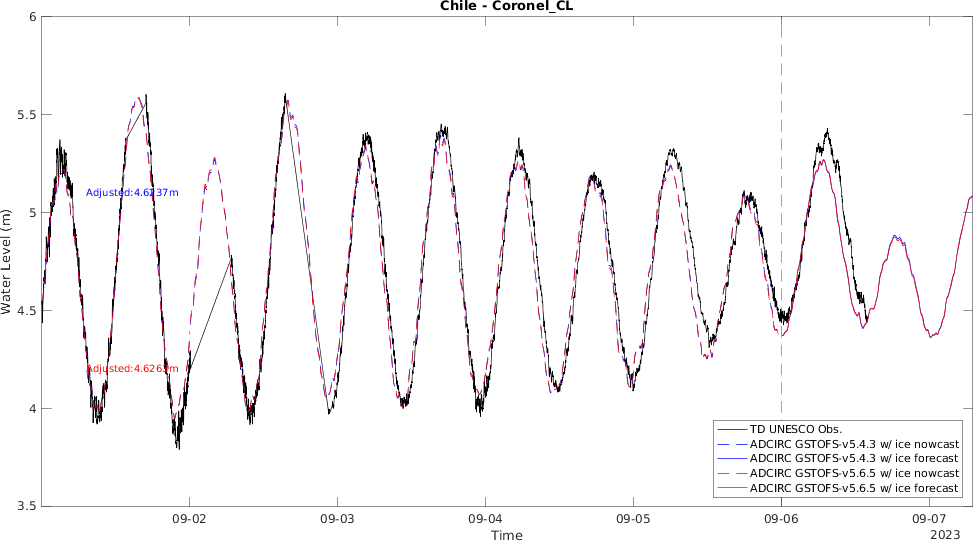 Chile - Coronel_CL
6
5.5
5
4.5
4
3.5
Water Level (m)
Adjusted:4.6237m
TD UNESCO Obs.
ADCIRC GSTOFS-v5.4.3 w/ ice nowcast
ADCIRC GSTOFS-v5.4.3 w/ ice forecast
ADCIRC GSTOFS-v5.6.5 w/ ice nowcast
ADCIRC GSTOFS-v5.6.5 w/ ice forecast
09-02
09-03
09-04
09-05
09-06
09-07
Time
2023